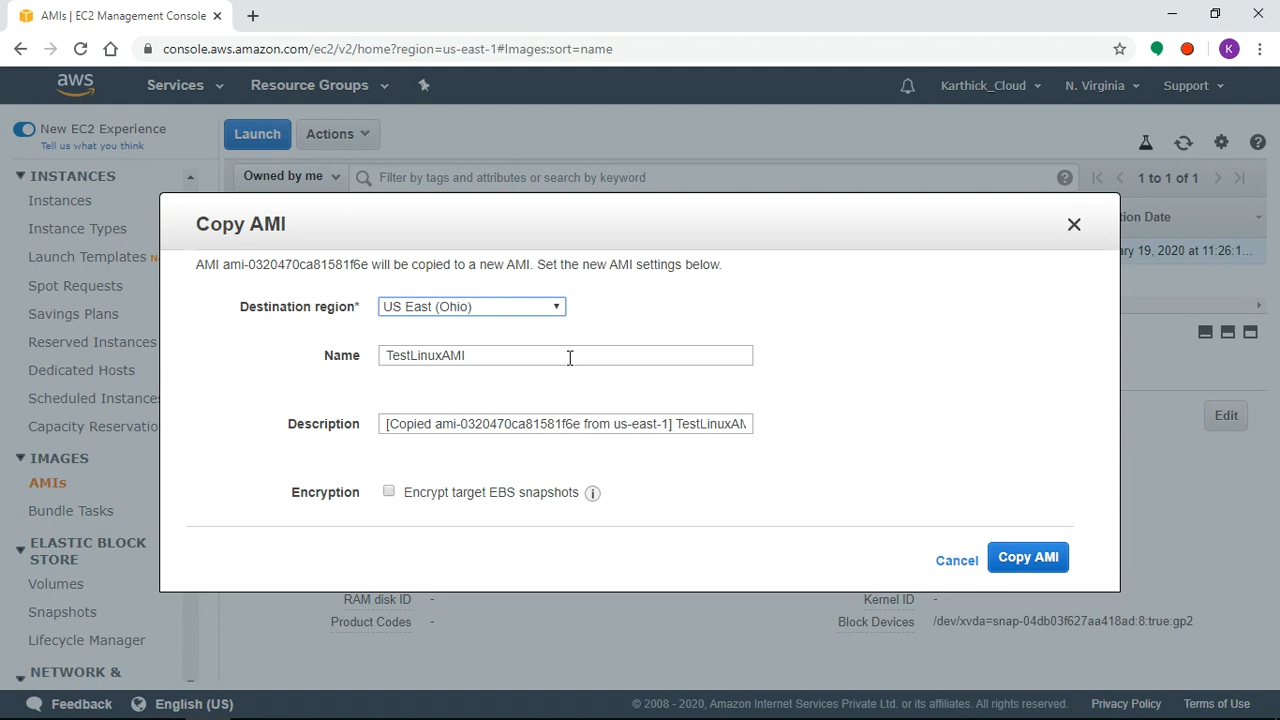 AMIs | EC2 Management Console
console.aws.amazon.com/ec2/v2/home?region=us-east-1#Images:sort=name
K
aws
Services
Resource Groups
Karthick_Cloud
N. Virginia
Support
New EC2 Experience
Tell us what you think
INSTANCES
Instances
Instance Types
Launch Templates
Spot Requests
Savings Plans
Reserved Instances
Dedicated Hosts
Scheduled Instances
Capacity Reservatio
IMAGES
AMIs
Bundle Tasks
ELASTIC BLOCK
STORE
Volumes
Snapshots
Lifecycle Manager
NETWORK &
Launch
Actions
Owned by me
Filter by tags and attributes or search by keyword
1 to 1 of 1
tion Date
ary 19, 2020 at 11:26:1...
Edit
Copy AMI
AMI ami-0320470ca81581f6e will be copied to a new AMI. Set the new AMI settings below.
Destination region* US East (Ohio)
Name TestLinuxAMI
Description [Copied ami-0320470ca81581f6e from us-east-1] TestLinuxAM
Encryption Encrypt target EBS snapshots
Cancel Copy AMI
RAM disk ID -
Kernel ID -
Product Codes -
Block Devices /dev/xvda=snap-04db03f627aa418ad:8:true:gp2
Feedback
English (US)
© 2008 - 2020, Amazon Internet Services Private Ltd. or its affiliates. All rights reserved.
Privacy Policy
Terms of Use